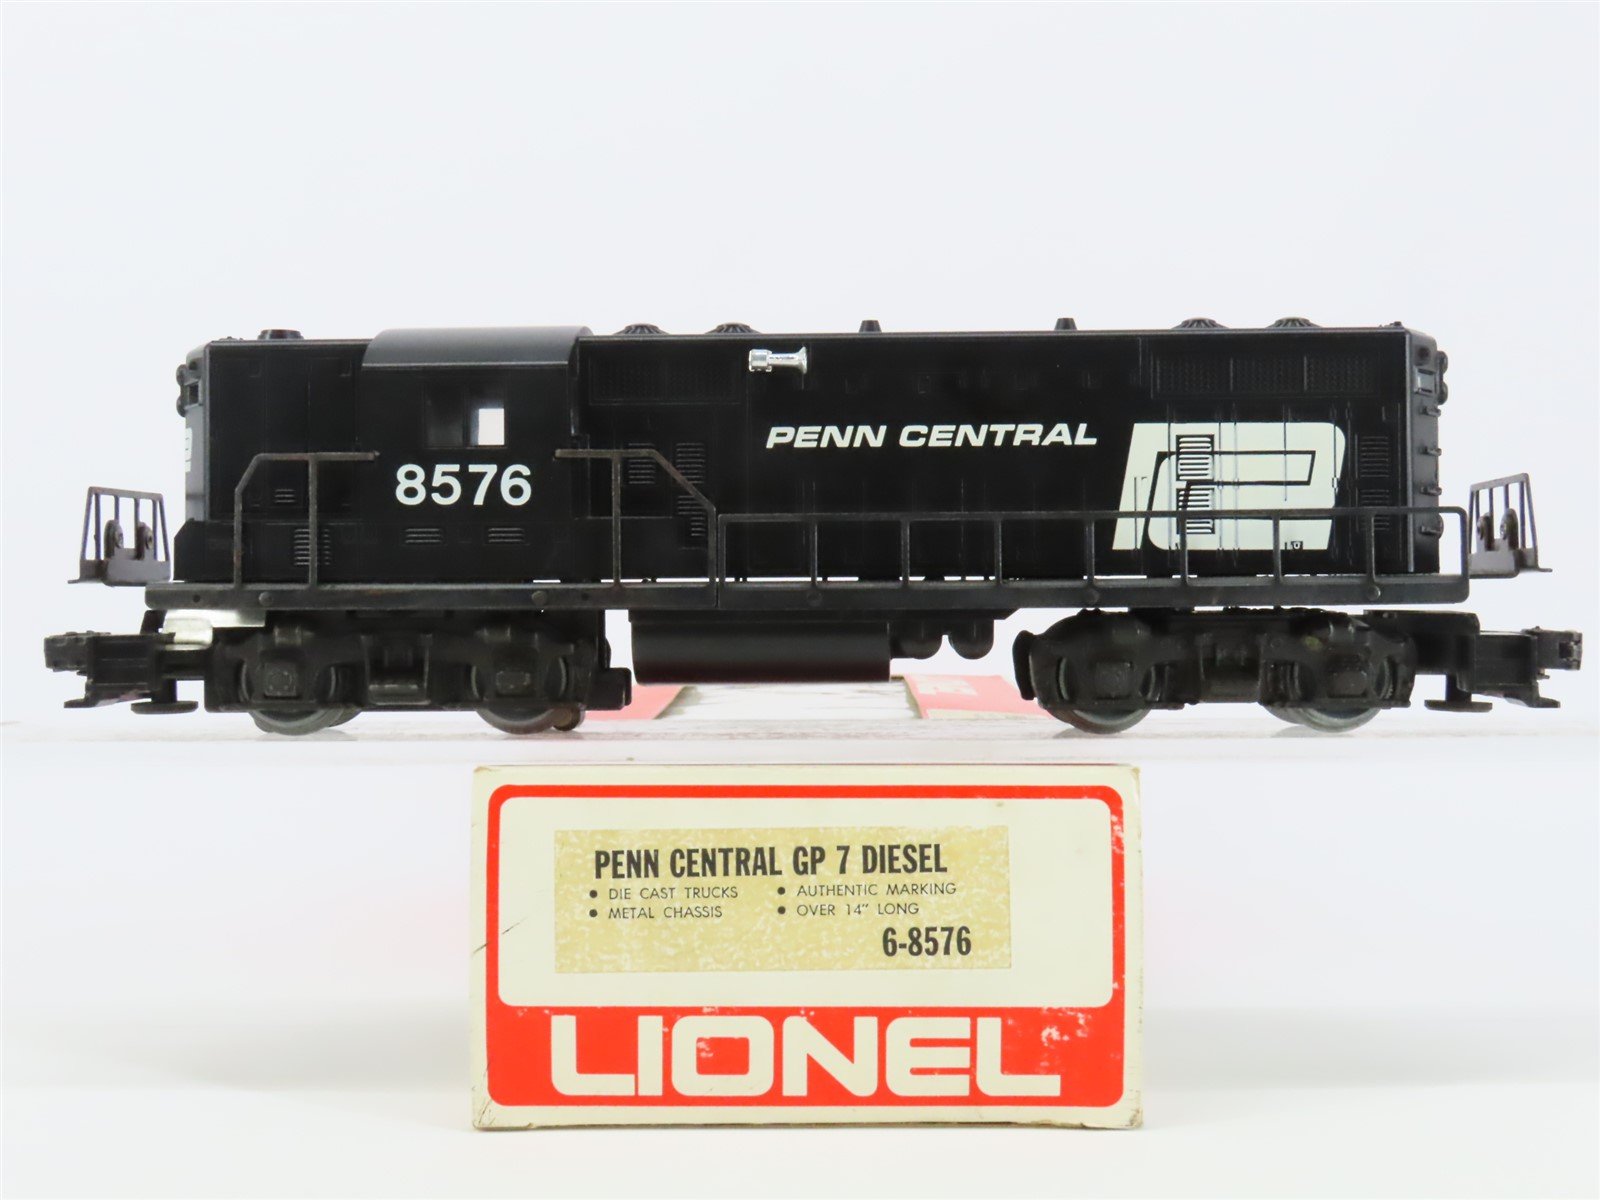 PENN CENTRAL
8576
PENN CENTRAL GP 7 DIESEL
• DIE CAST TRUCKS • AUTHENTIC MARKING
• METAL CHASSIS • OVER 14" LONG
6-8576
LIONEL